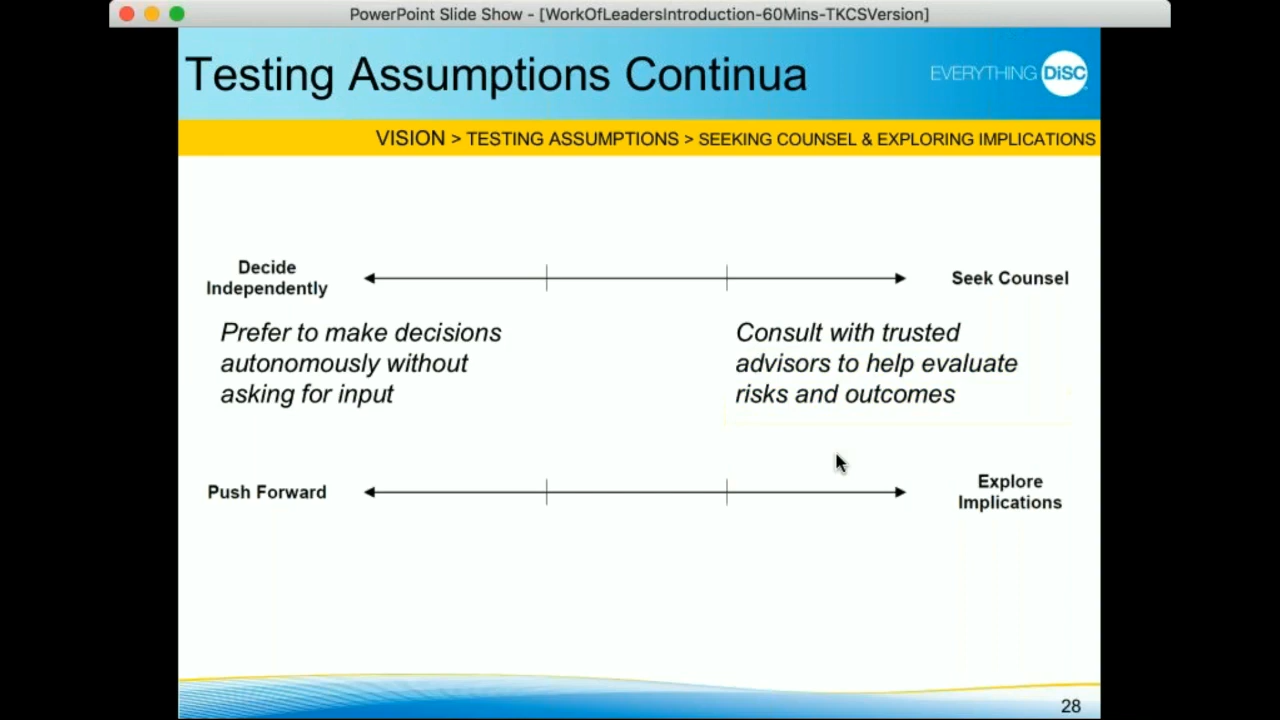 PowerPoint Slide Show - [WorkOfLeadersIntroduction-60Mins-TKCSVersion]
Testing Assumptions Continua
EVERYTHING DiSC
VISION > TESTING ASSUMPTIONS > SEEKING COUNSEL & EXPLORING IMPLICATIONS
Decide
Independently
Seek Counsel
Prefer to make decisions
autonomously without
asking for input
Consult with trusted
advisors to help evaluate
risks and outcomes
Push Forward
Explore
Implications
28